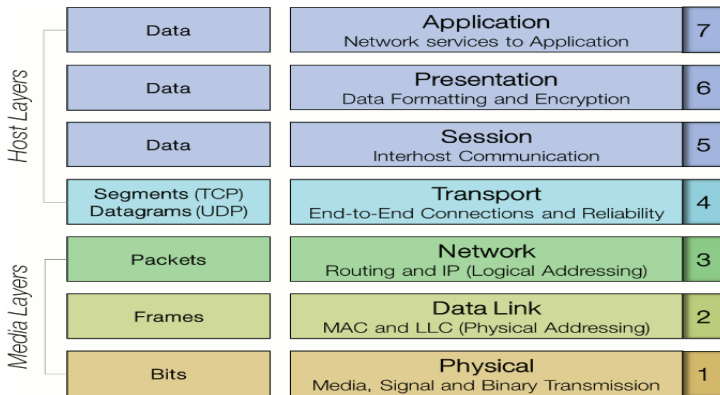 Host Layers
Data
Application
Network services to Application
7
Data
Presentation
Data Formatting and Encryption
6
Data
Session
Interhost Communication
5
Segments (TCP)
Datagrams (UDP)
Transport
End-to-End Connections and Reliability
4
Media Layers
Packets
Network
Routing and IP (Logical Addressing)
3
Frames
Data Link
MAC and LLC (Physical Addressing)
2
Bits
Physical
Media, Signal and Binary Transmission
1